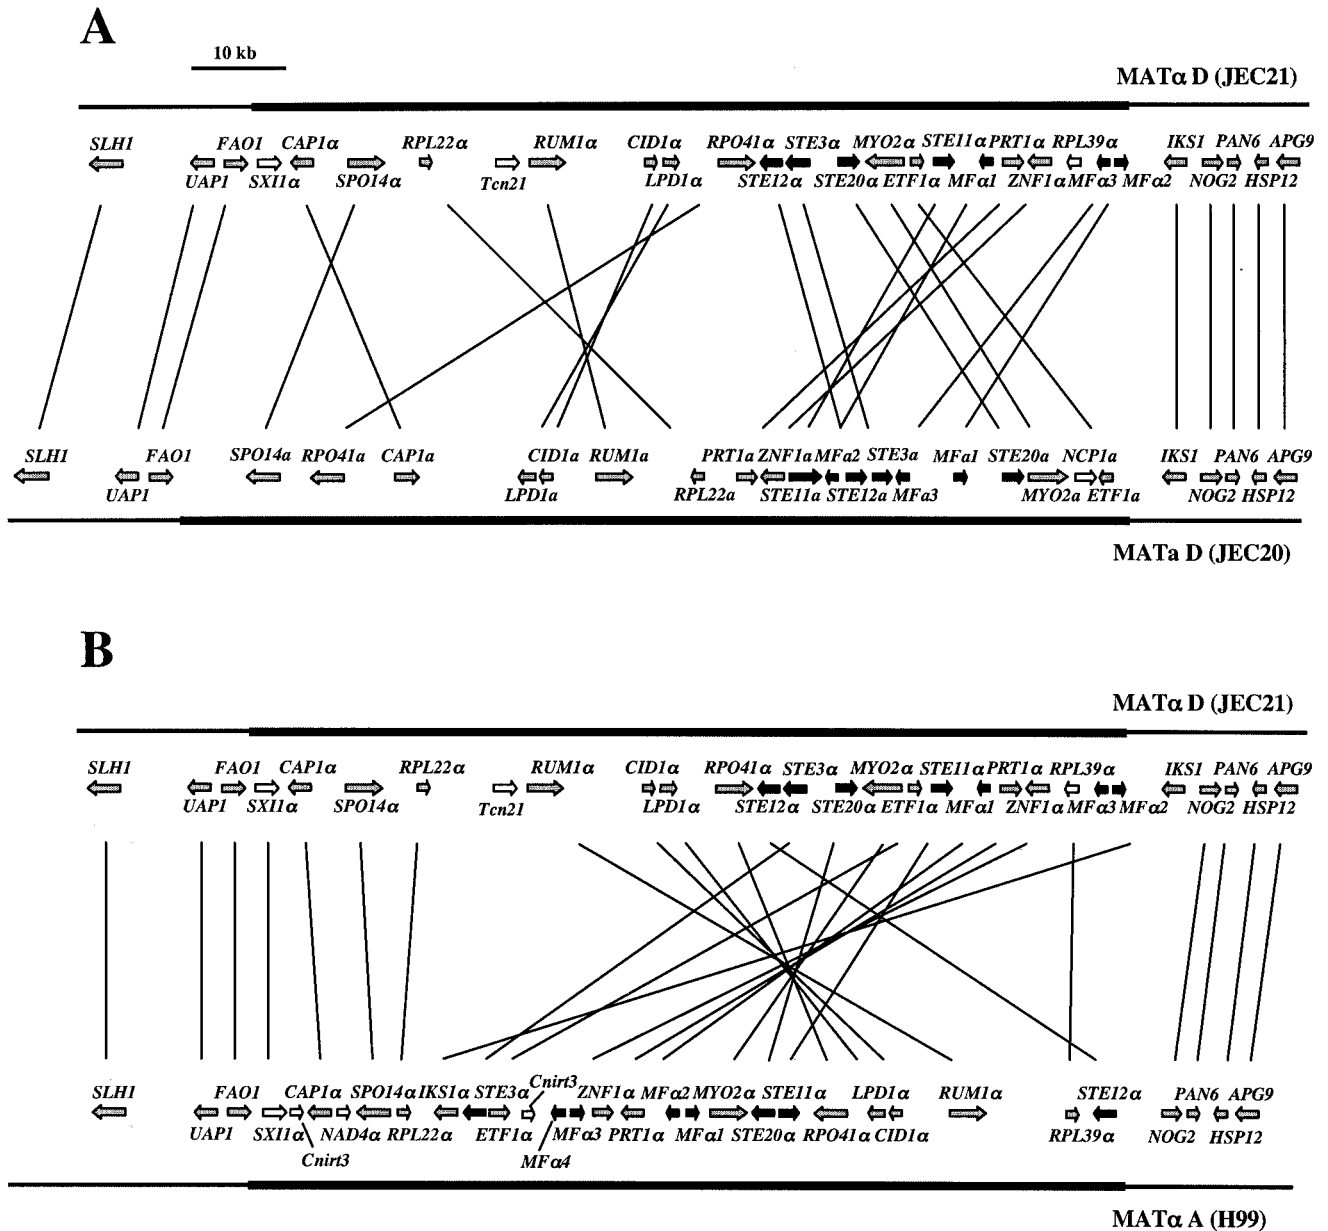 A
10 kb
MATα D (JEC21)
SLH1 FAO1 CAP1α RPL22α RUM1α CID1α RPO41α STE3α MYO2α STE11α PRT1α RPL39α IKS1 PAN6 APG9
UAP1 SXI1α SPO14α Tcn21 LPD1α STE12α STE20α ETF1α MFα1 ZNF1α MFα3 MFα2 NOG2 HSP12
SLH1 FAO1 SPO14a RPO41a CAP1a CID1a RUM1a PRT1a ZNF1a MFa2 STE3a MFa1 STE20a NCP1a IKS1 PAN6 APG9
UAP1 LPD1a RPL22a STE11a STE12a MFa3 MYO2a ETF1a NOG2 HSP12
MATa D (JEC20)
B
MATα D (JEC21)
SLH1 FAO1 CAP1α RPL22α RUM1α CID1α RPO41α STE3α MYO2α STE11α PRT1α RPL39α IKS1 PAN6 APG9
UAP1 SXI1α SPO14α Tcn21 LPD1α STE12α STE20α ETF1α MFα1 ZNF1α MFα3 MFα2 NOG2 HSP12
Cnirt3
SLH1 FAO1 CAP1α SPO14α IKS1α STE3α ZNF1α MFα2 MYO2α STE11α LPD1α RUM1α STE12α PAN6 APG9
UAP1 SXI1α NAD4α RPL22α ETF1α MFα3 PRT1α MFα1 STE20α RPO41α CID1α RPL39α NOG2 HSP12
Cnirt3 MFα4
MATα A (H99)